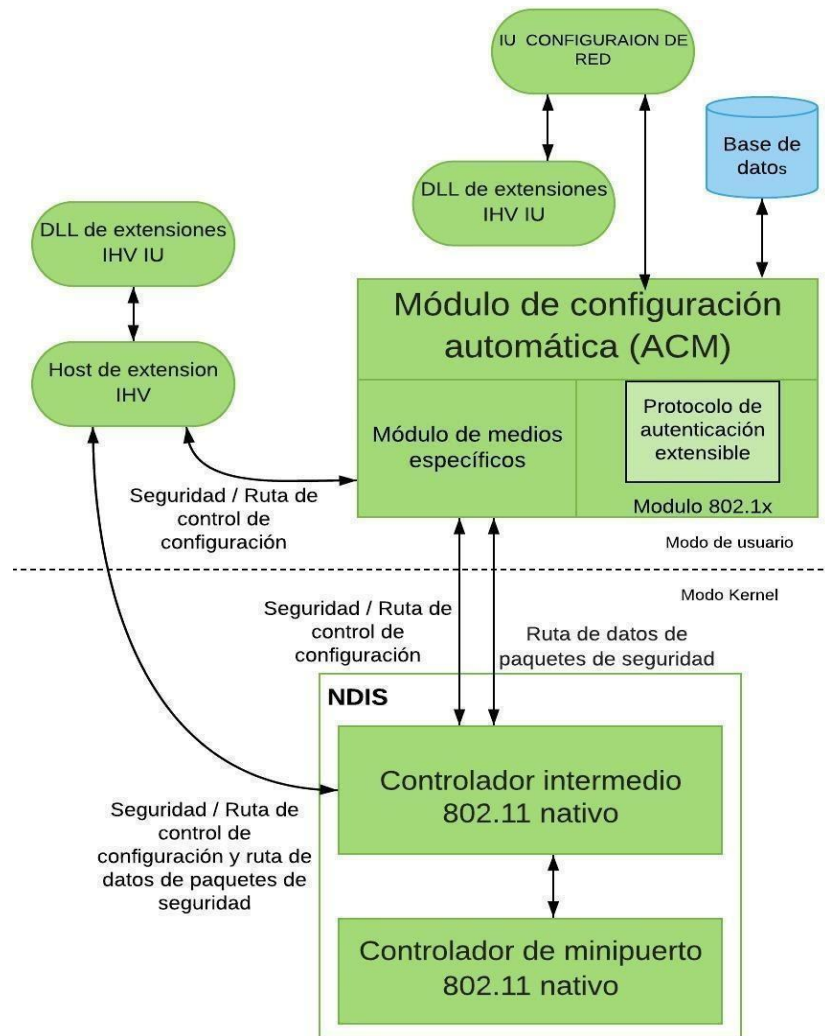 IU CONFIGURAION DE
RED
Base de
datos
DLL de extensiones
IHV IU
DLL de extensiones
IHV IU
Host de extension
IHV
Módulo de configuración
automática (ACM)
Módulo de medios
específicos
Protocolo de
autenticación
extensible
Modulo 802.1x
Seguridad / Ruta de
control de
configuración
Modo de usuario
Modo Kernel
Seguridad / Ruta de
control de
configuración
Ruta de datos de
paquetes de seguridad
NDIS
Controlador intermedio
802.11 nativo
Seguridad / Ruta de
control de
configuración y ruta de
datos de paquetes de
seguridad
Controlador de minipuerto
802.11 nativo